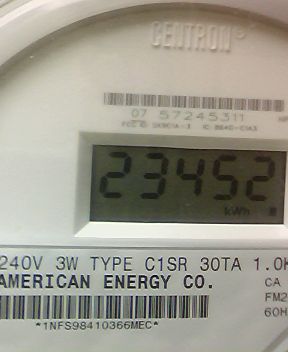 CENTRON
07 57245311
23452
kWh
240V 3W TYPE C1SR 30TA 1.0K
AMERICAN ENERGY CO.
CA
FM2
60H
*1NFS98410366MEC*